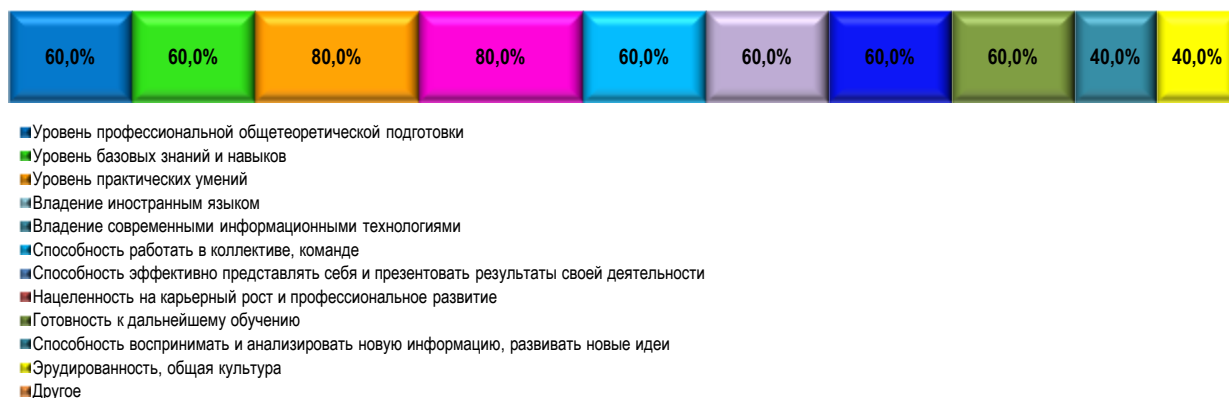 60,0% 60,0% 80,0% 80,0% 60,0% 60,0% 60,0% 60,0% 40,0% 40,0%
Уровень профессиональной общетеоретической подготовки
Уровень базовых знаний и навыков
Уровень практических умений
Владение иностранным языком
Владение современными информационными технологиями
Способность работать в коллективе, команде
Способность эффективно представлять себя и презентовать результаты своей деятельности
Нацеленность на карьерный рост и профессиональное развитие
Готовность к дальнейшему обучению
Способность воспринимать и анализировать новую информацию, развивать новые идеи
Эрудированность, общая культура
Другое